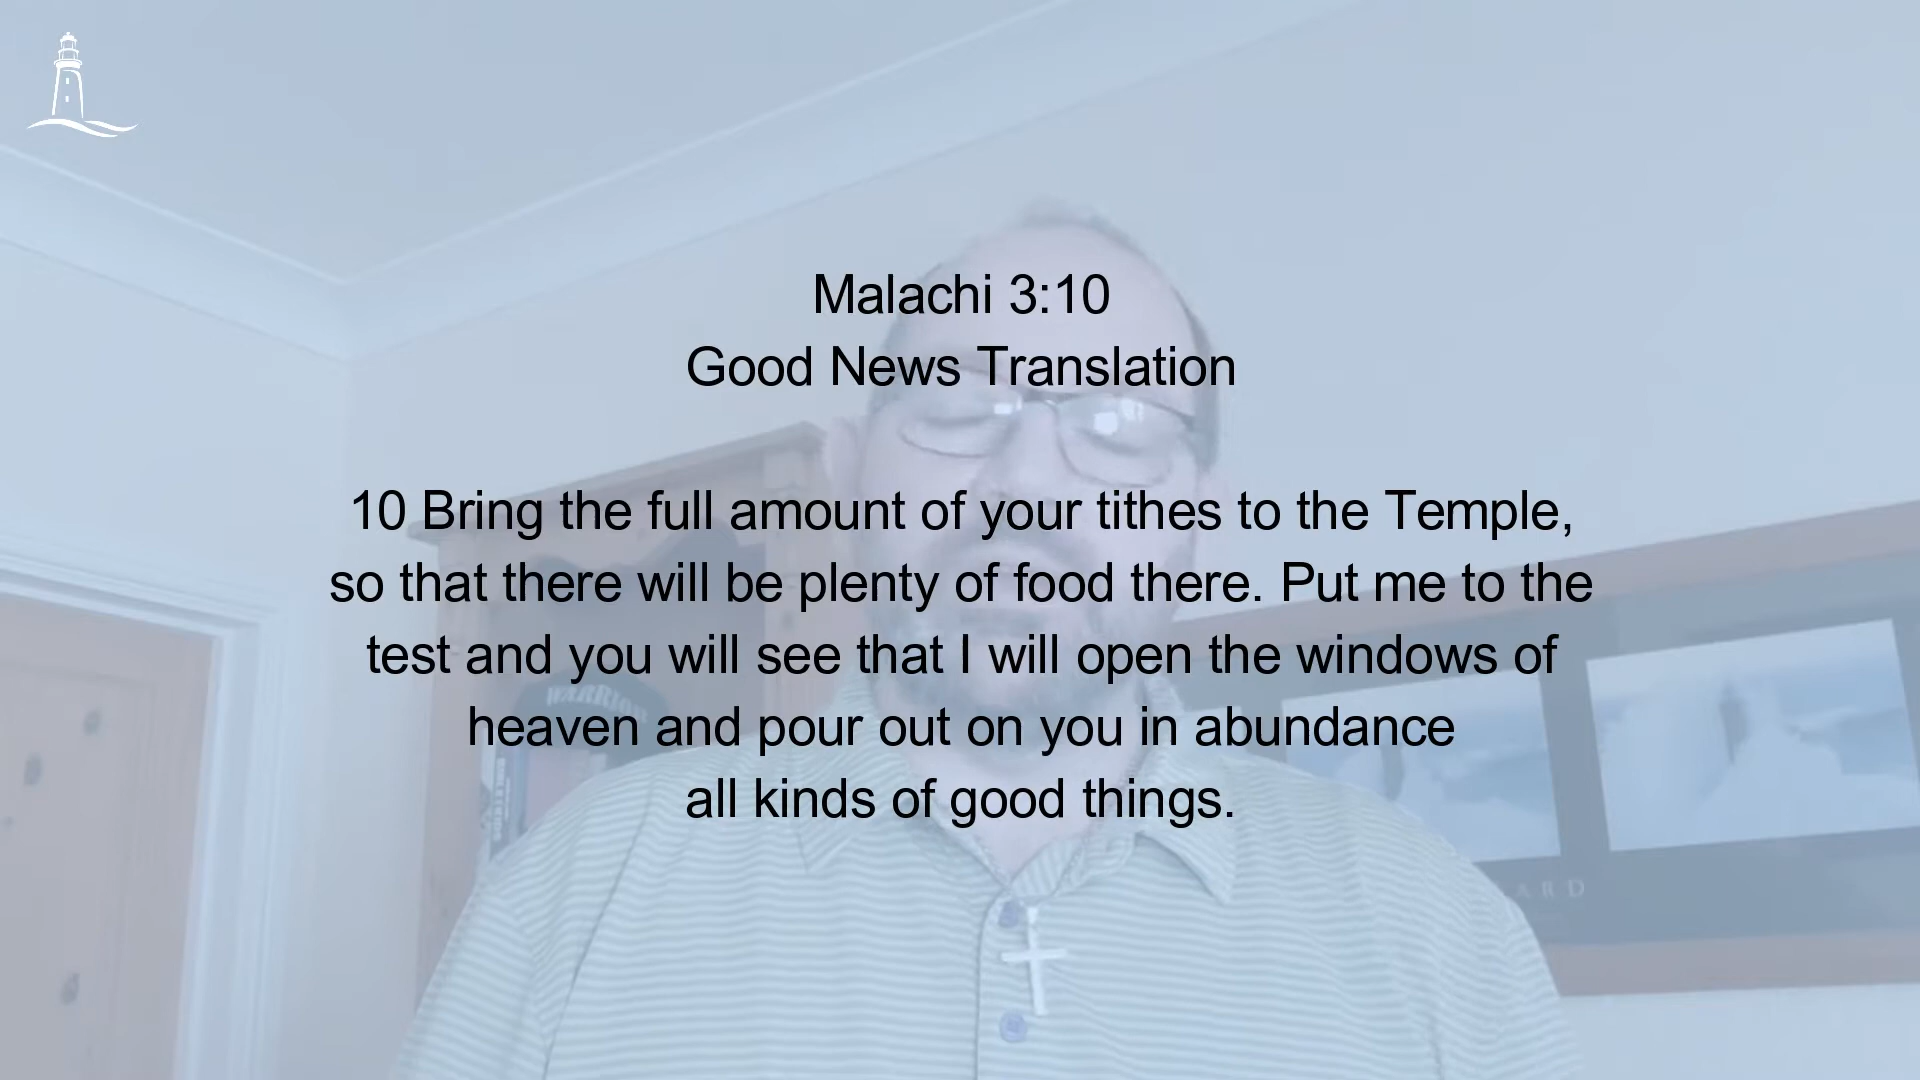 Malachi 3:10
Good News Translation
10 Bring the full amount of your tithes to the Temple,
so that there will be plenty of food there. Put me to the
test and you will see that I will open the windows of
heaven and pour out on you in abundance
all kinds of good things.
WARRIOR
ARD